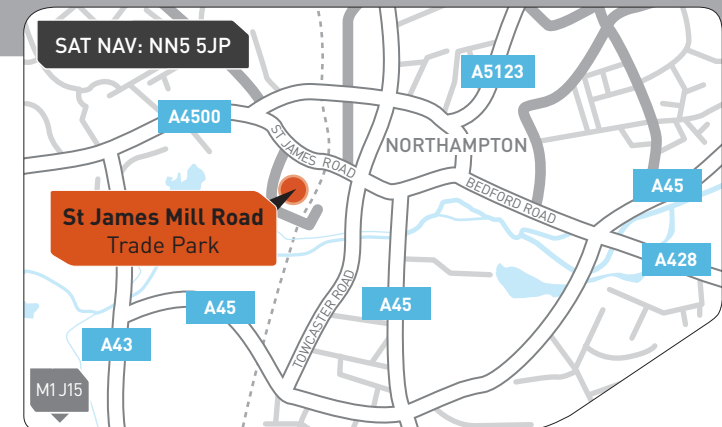 SAT NAV: NN5 5JP
A5123
A4500
NORTHAMPTON
ST JAMES ROAD
BEDFORD ROAD
A45
St James Mill Road
Trade Park
A428
A45
A45
TOWCASTER ROAD
A43
M1 J15